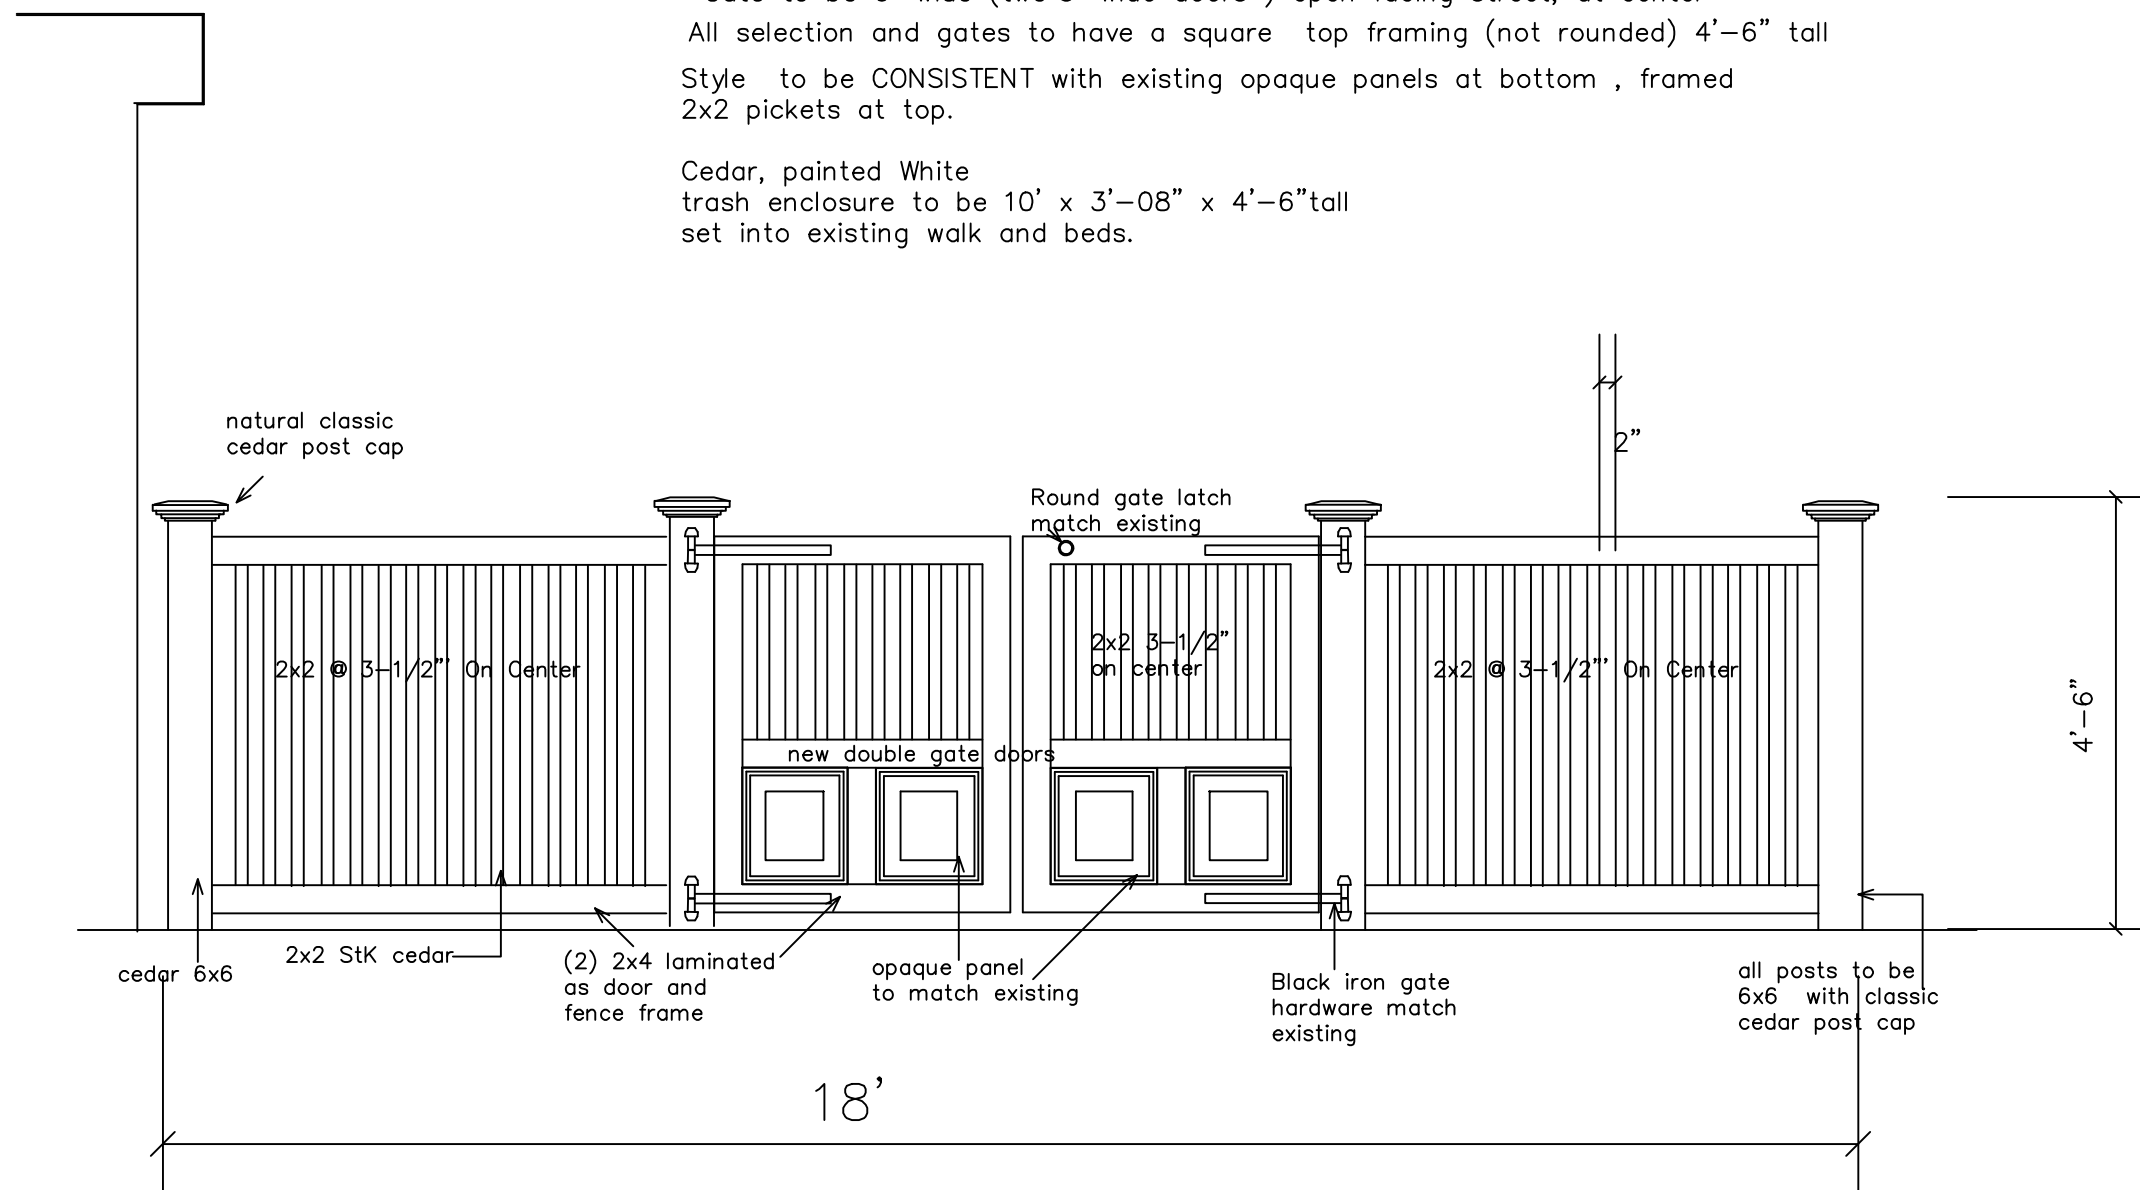 All selection and gates to have a square top framing (not rounded) 4'-6" tall
Style to be CONSISTENT with existing opaque panels at bottom , framed
2x2 pickets at top.
Cedar, painted White
trash enclosure to be 10' x 3'-08" x 4'-6"tall
set into existing walk and beds.
natural classic
cedar post cap
2"
Round gate latch
match existing
2x2 @ 3-1/2"' On Center
2x2 3-1/2"
on center
2x2 @ 3-1/2"' On Center
4'-6"
new double gate doors
cedar 6x6
2x2 StK cedar
(2) 2x4 laminated
as door and
fence frame
opaque panel
to match existing
Black iron gate
hardware match
existing
all posts to be
6x6 with classic
cedar post cap
18'